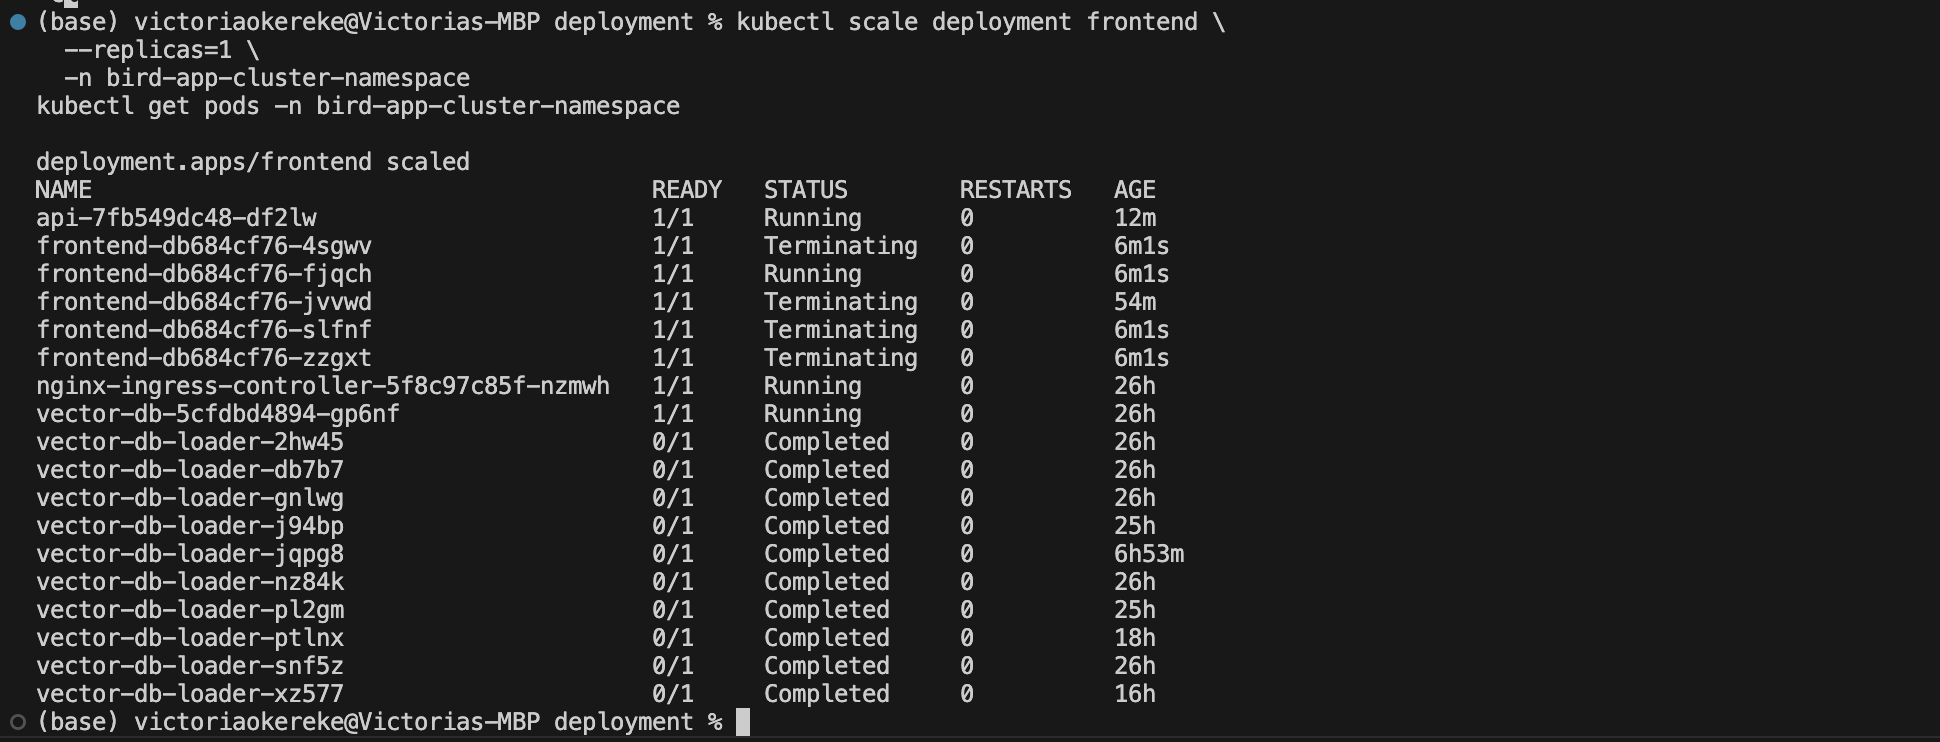 (base) victoriaokereke@Victorias-MBP deployment % kubectl scale deployment frontend \
--replicas=1 \
-n bird-app-cluster-namespace
kubectl get pods -n bird-app-cluster-namespace
deployment.apps/frontend scaled
NAME READY STATUS RESTARTS AGE
api-7fb549dc48-df2lw 1/1 Running 0 12m
frontend-db684cf76-4sgwv 1/1 Terminating 0 6m1s
frontend-db684cf76-fjqch 1/1 Running 0 6m1s
frontend-db684cf76-jvvwd 1/1 Terminating 0 54m
frontend-db684cf76-slfnf 1/1 Terminating 0 6m1s
frontend-db684cf76-zzgxt 1/1 Terminating 0 6m1s
nginx-ingress-controller-5f8c97c85f-nzmwh 1/1 Running 0 26h
vector-db-5cfdbd4894-gp6nf 1/1 Running 0 26h
vector-db-loader-2hw45 0/1 Completed 0 26h
vector-db-loader-db7b7 0/1 Completed 0 26h
vector-db-loader-gnlwg 0/1 Completed 0 26h
vector-db-loader-j94bp 0/1 Completed 0 25h
vector-db-loader-jqpg8 0/1 Completed 0 6h53m
vector-db-loader-nz84k 0/1 Completed 0 26h
vector-db-loader-pl2gm 0/1 Completed 0 25h
vector-db-loader-ptlnx 0/1 Completed 0 18h
vector-db-loader-snf5z 0/1 Completed 0 26h
vector-db-loader-xz577 0/1 Completed 0 16h
(base) victoriaokereke@Victorias-MBP deployment %